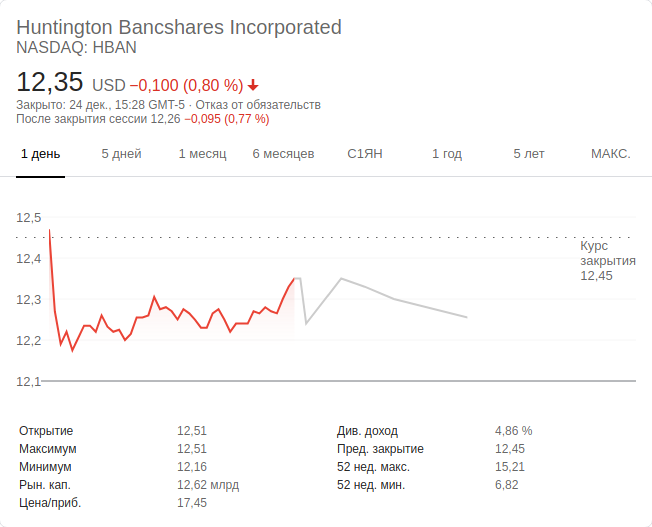 Huntington Bancshares Incorporated
NASDAQ: HBAN
12,35 USD −0,100 (0,80 %)
Закрыто: 24 дек., 15:28 GMT-5 · Отказ от обязательств
После закрытия сессии 12,26 −0,095 (0,77 %)
1 день 5 дней 1 месяц 6 месяцев С1ЯН 1 год 5 лет МАКС.
12,5
Курс
закрытия
12,45
12,4
12,3
12,2
12,1
Открытие 12,51 Див. доход 4,86 %
Максимум 12,51 Пред. закрытие 12,45
Минимум 12,16 52 нед. макс. 15,21
Рын. кап. 12,62 млрд 52 нед. мин. 6,82
Цена/приб. 17,45